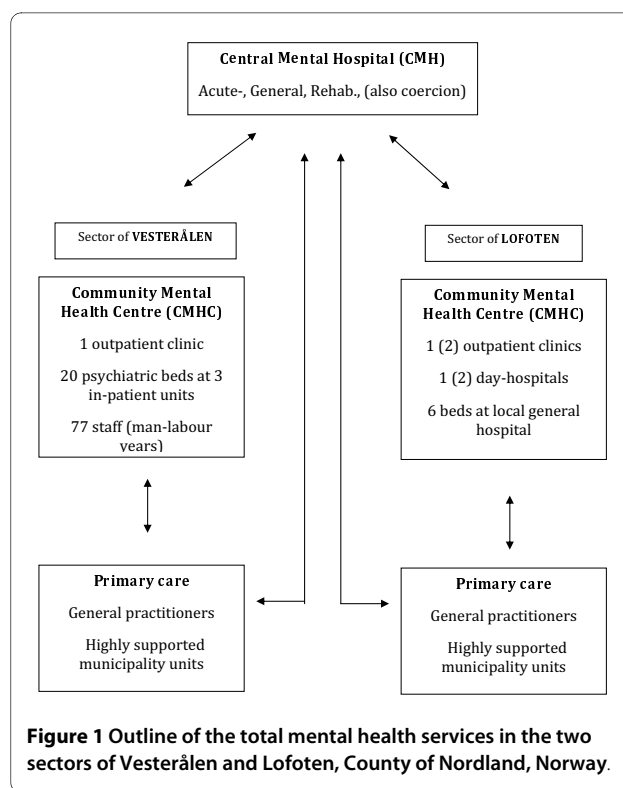 Central Mental Hospital (CMH)
Acute-, General, Rehab., (also coercion)
Sector of VESTERÅLEN
Community Mental
Health Centre (CMHC)
1 outpatient clinic
20 psychiatric beds at 3
in-patient units
77 staff (man-labour
years)
Primary care
General practitioners
Highly supported
municipality units
Sector of LOFOTEN
Community Mental
Health Centre (CMHC)
1 (2) outpatient clinics
1 (2) day-hospitals
6 beds at local general
hospital
Primary care
General practitioners
Highly supported
municipality units
Figure 1 Outline of the total mental health services in the two
sectors of Vesterålen and Lofoten, County of Nordland, Norway.